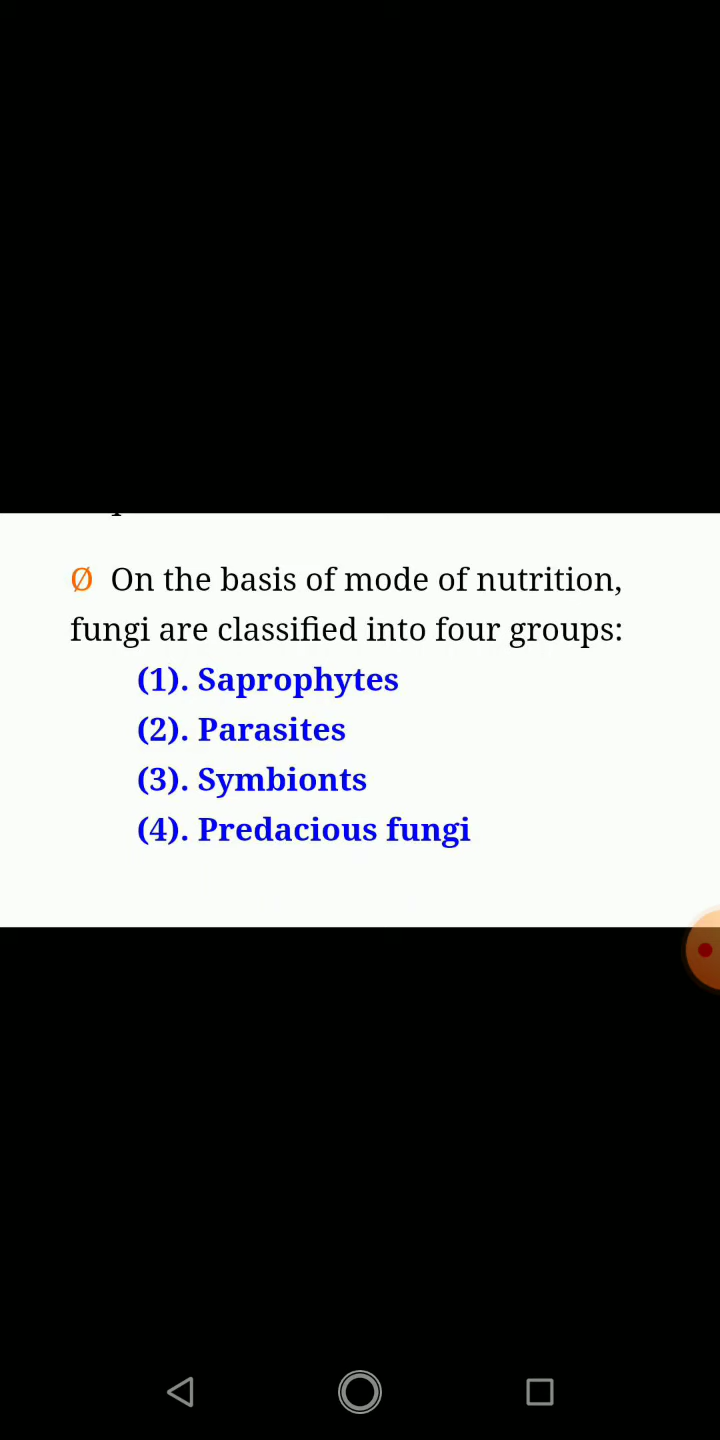 Ø On the basis of mode of nutrition,
fungi are classified into four groups:
(1). Saprophytes
(2). Parasites
(3). Symbionts
(4). Predacious fungi